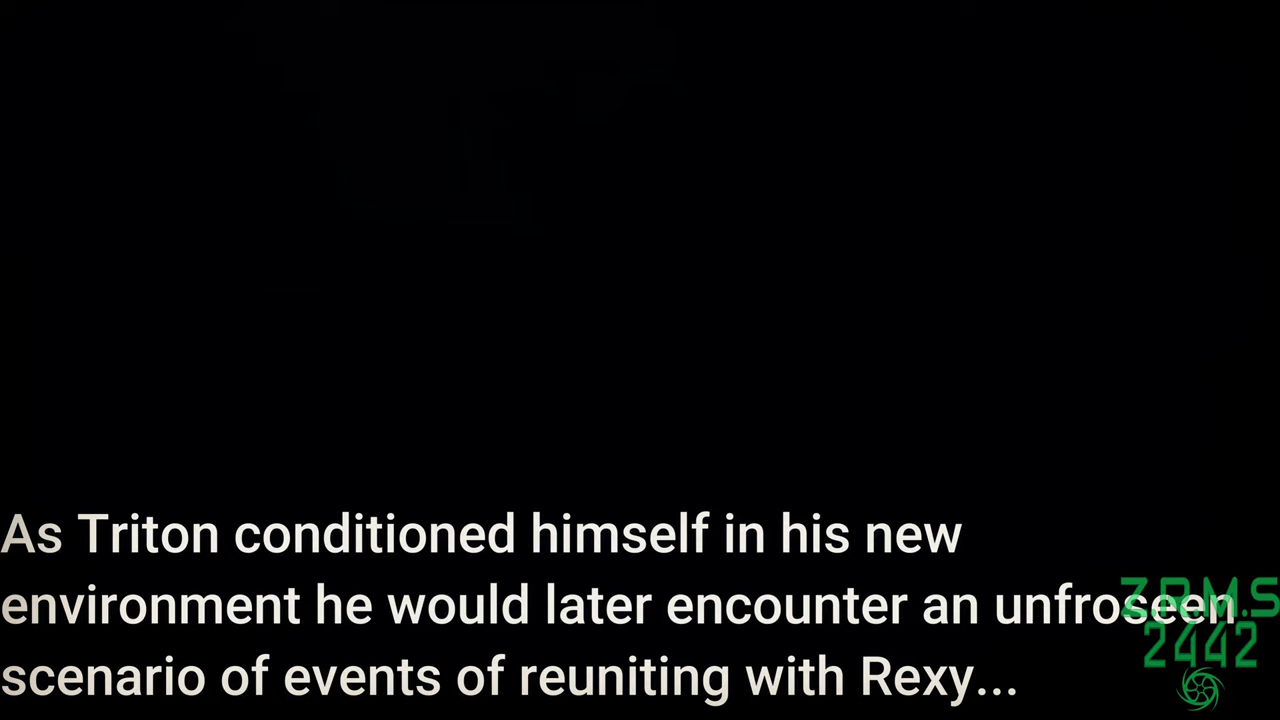 As Triton conditioned himself in his new
environment he would later encounter an unfroseen
scenario of events of reuniting with Rexy...
Z.R.M.S
2442